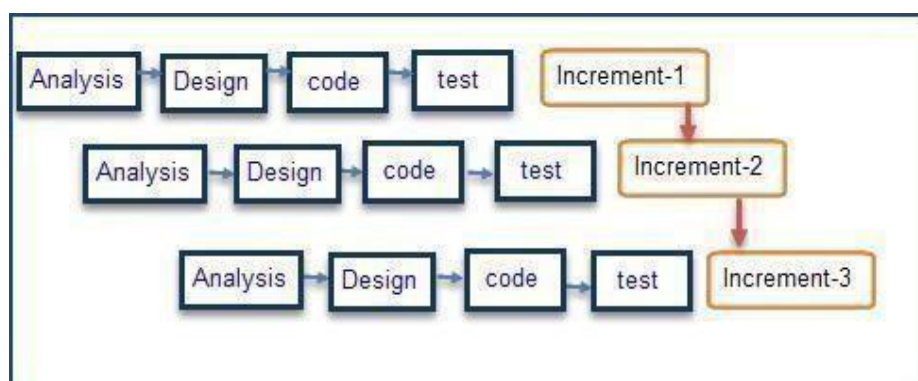 Analysis Design code test Increment-1
Analysis Design code test Increment-2
Analysis Design code test Increment-3